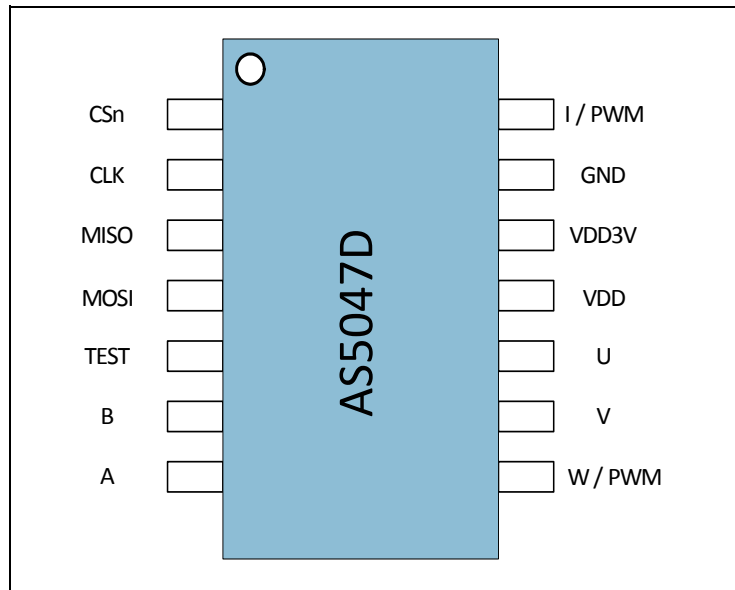 CSn
CLK
MISO
MOSI
TEST
B
A
AS5047D
I / PWM
GND
VDD3V
VDD
U
V
W / PWM